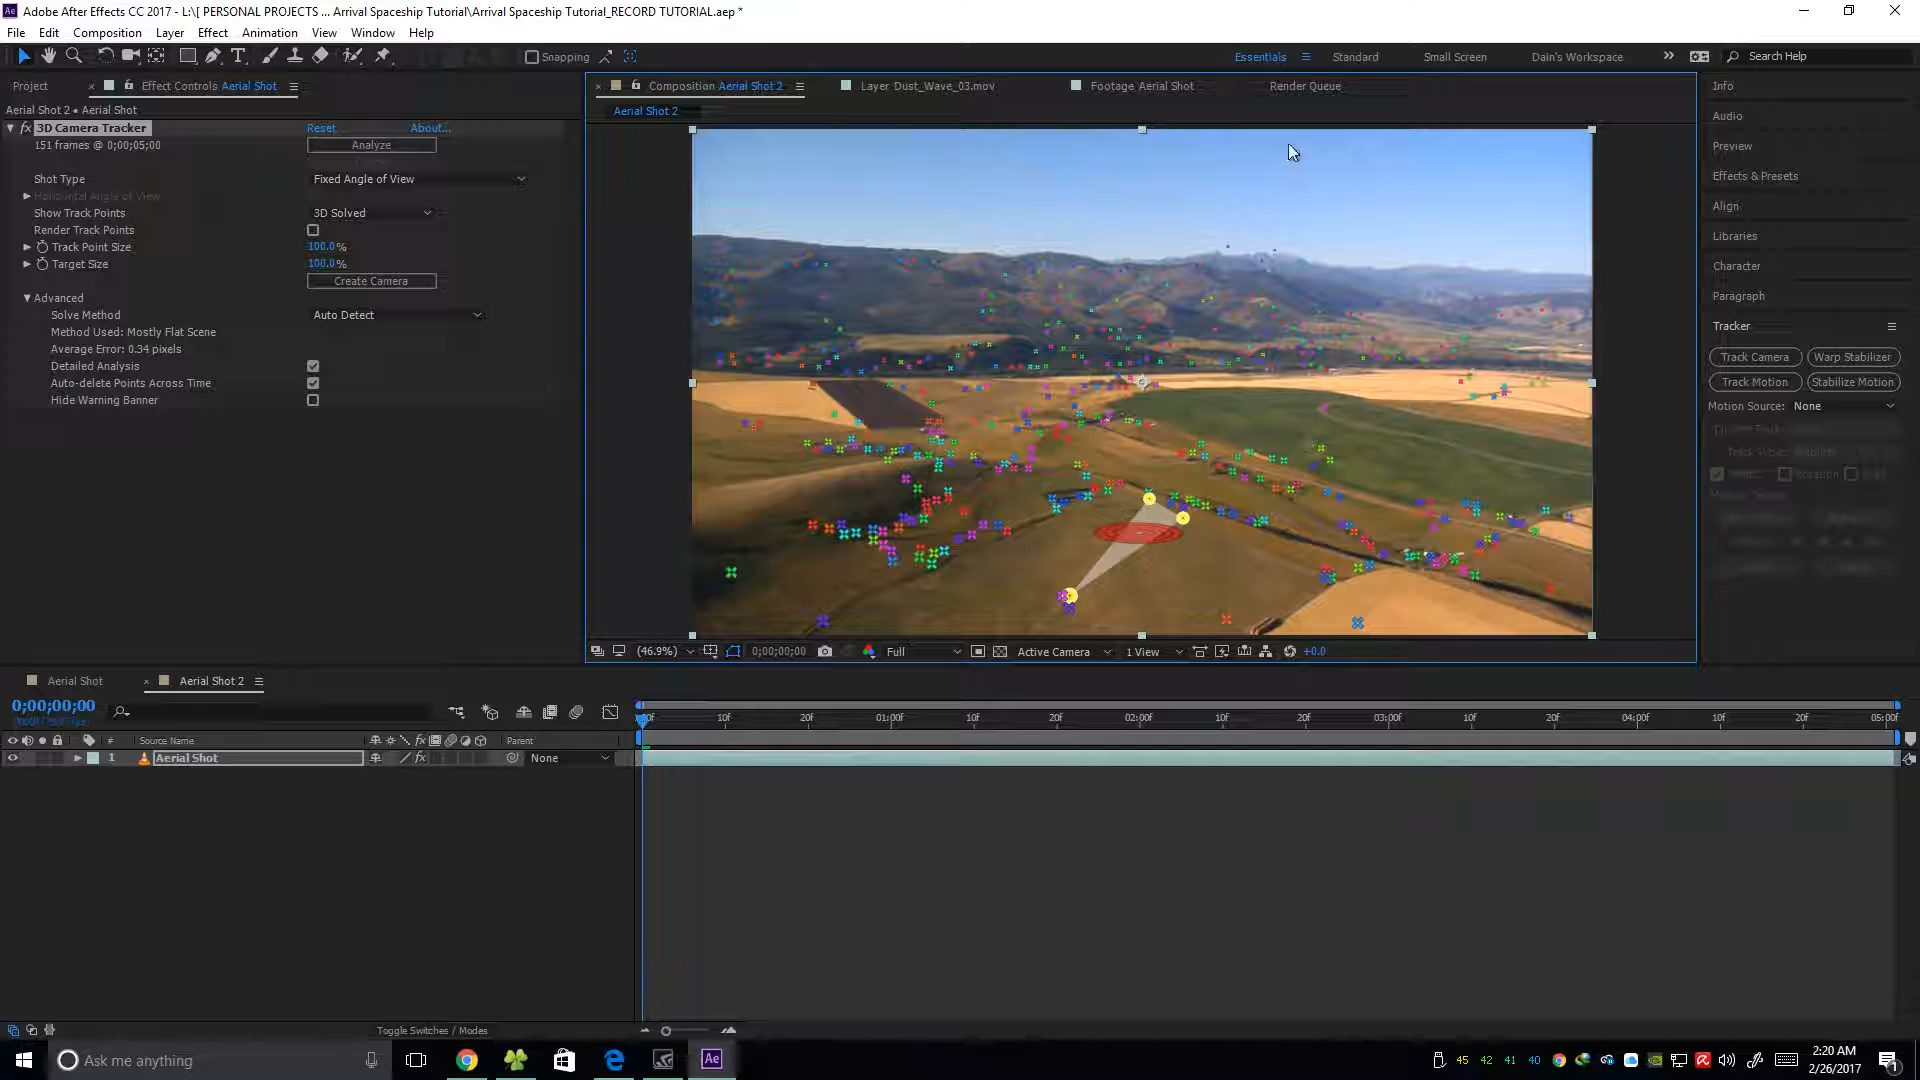 Adobe After Effects CC 2017 - L:\[ PERSONAL PROJECTS ... Arrival Spaceship Tutorial\Arrival Spaceship Tutorial_RECORD TUTORIAL.aep *
File Edit Composition Layer Effect Animation View Window Help
Snapping Essentials Standard Small Screen Dain's Workspace Search Help
Project Effect Controls Aerial Shot Composition Aerial Shot 2 Layer Dust_Wave_03.mov Footage Aerial Shot Render Queue Info
Aerial Shot 2 • Aerial Shot Aerial Shot 2
Audio
3D Camera Tracker Reset About...
151 frames @ 0;00;05;00 Analyze Preview
Effects & Presets
Shot Type Fixed Angle of View
Horizontal Angle of View
Align
Show Track Points 3D Solved
Render Track Points
Libraries
Track Point Size 100.0%
Target Size 100.0% Character
Create Camera
Paragraph
Advanced
Solve Method Auto Detect
Tracker
Method Used: Mostly Flat Scene
Average Error: 0.34 pixels
Track Camera Warp Stabilizer
Detailed Analysis
Auto-delete Points Across Time Track Motion Stabilize Motion
Hide Warning Banner
Motion Source: None
(46.9%) 0;00;00;00 Full Active Camera 1 View +0.0
Aerial Shot Aerial Shot 2
0;00;00;00
10f 20f 01:00f 10f 20f 02:00f 10f 20f 03:00f 10f 20f 04:00f 10f 20f 05:00f
# Source Name Parent
1 Aerial Shot fx None
Toggle Switches / Modes
Ask me anything Ae 45 42 41 40 2:20 AM
2/26/2017